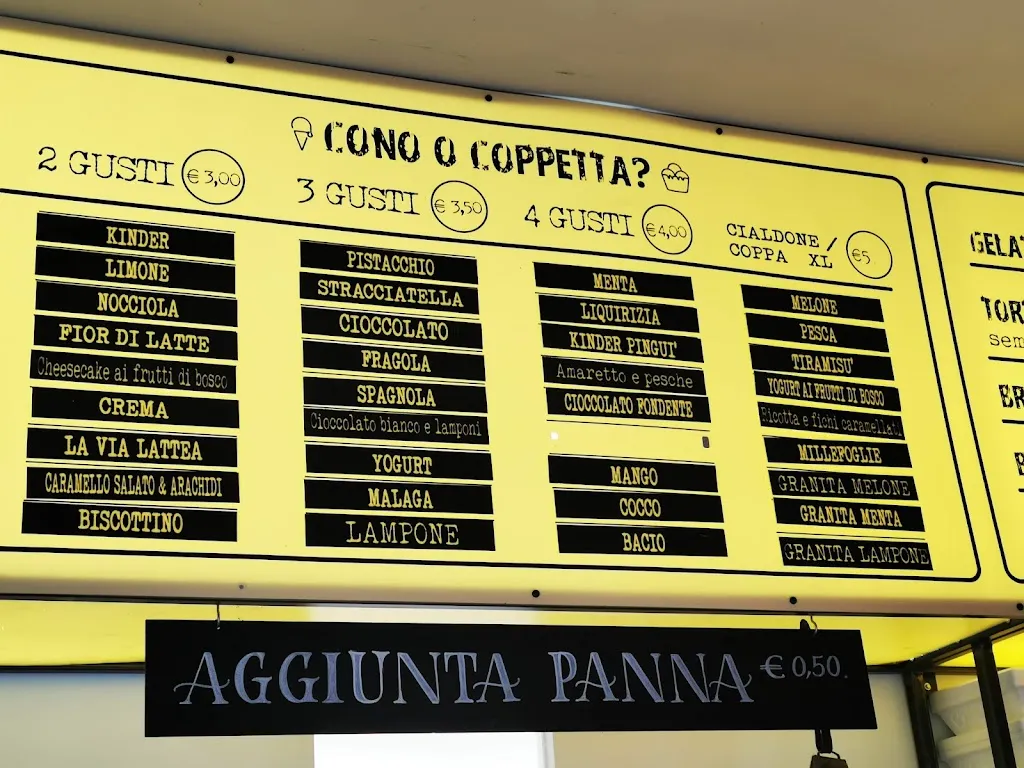 CONO O COPPETTA?
2 GUSTI € 3,00
3 GUSTI € 3,50
4 GUSTI € 4,00
CIALDONE /
COPPA XL €5
KINDER
LIMONE
NOCCIOLA
FIOR DI LATTE
Cheesecake ai frutti di bosco
CREMA
LA VIA LATTEA
CARAMELLO SALATO & ARACHIDI
BISCOTTINO
PISTACCHIO
STRACCIATELLA
CIOCCOLATO
FRAGOLA
SPAGNOLA
Cioccolato bianco e lamponi
YOGURT
MALAGA
LAMPONE
MENTA
LIQUIRIZIA
KINDER PINGUI'
Amaretto e pesche
CIOCCOLATO FONDENTE
MANGO
COCCO
BACIO
MELONE
PESCA
TIRAMISU'
YOGURT AI FRUTTI DI BOSCO
Ricotta e fichi caramellati
MILLEFOGLIE
GRANITA MELONE
GRANITA MENTA
GRANITA LAMPONE
AGGIUNTA PANNA € 0,50.